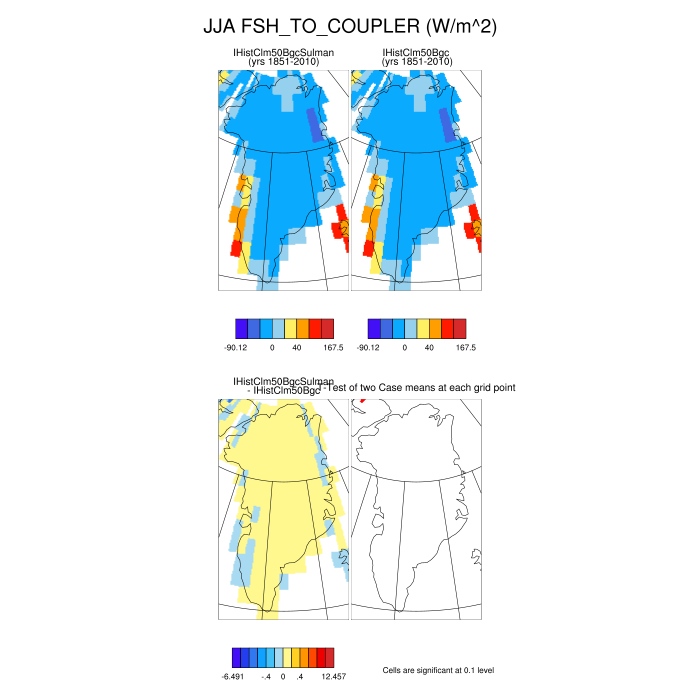 JJA FSH_TO_COUPLER (W/m^2)
IHistClm50BgcSulman
(yrs 1851-2010)
IHistClm50Bgc
(yrs 1851-2010)
-90.12 0 40 167.5
-90.12 0 40 167.5
IHistClm50BgcSulman
- IHistClm50Bgc
T-Test of two Case means at each grid point
-6.491 -.4 0 .4 12.457
Cells are significant at 0.1 level